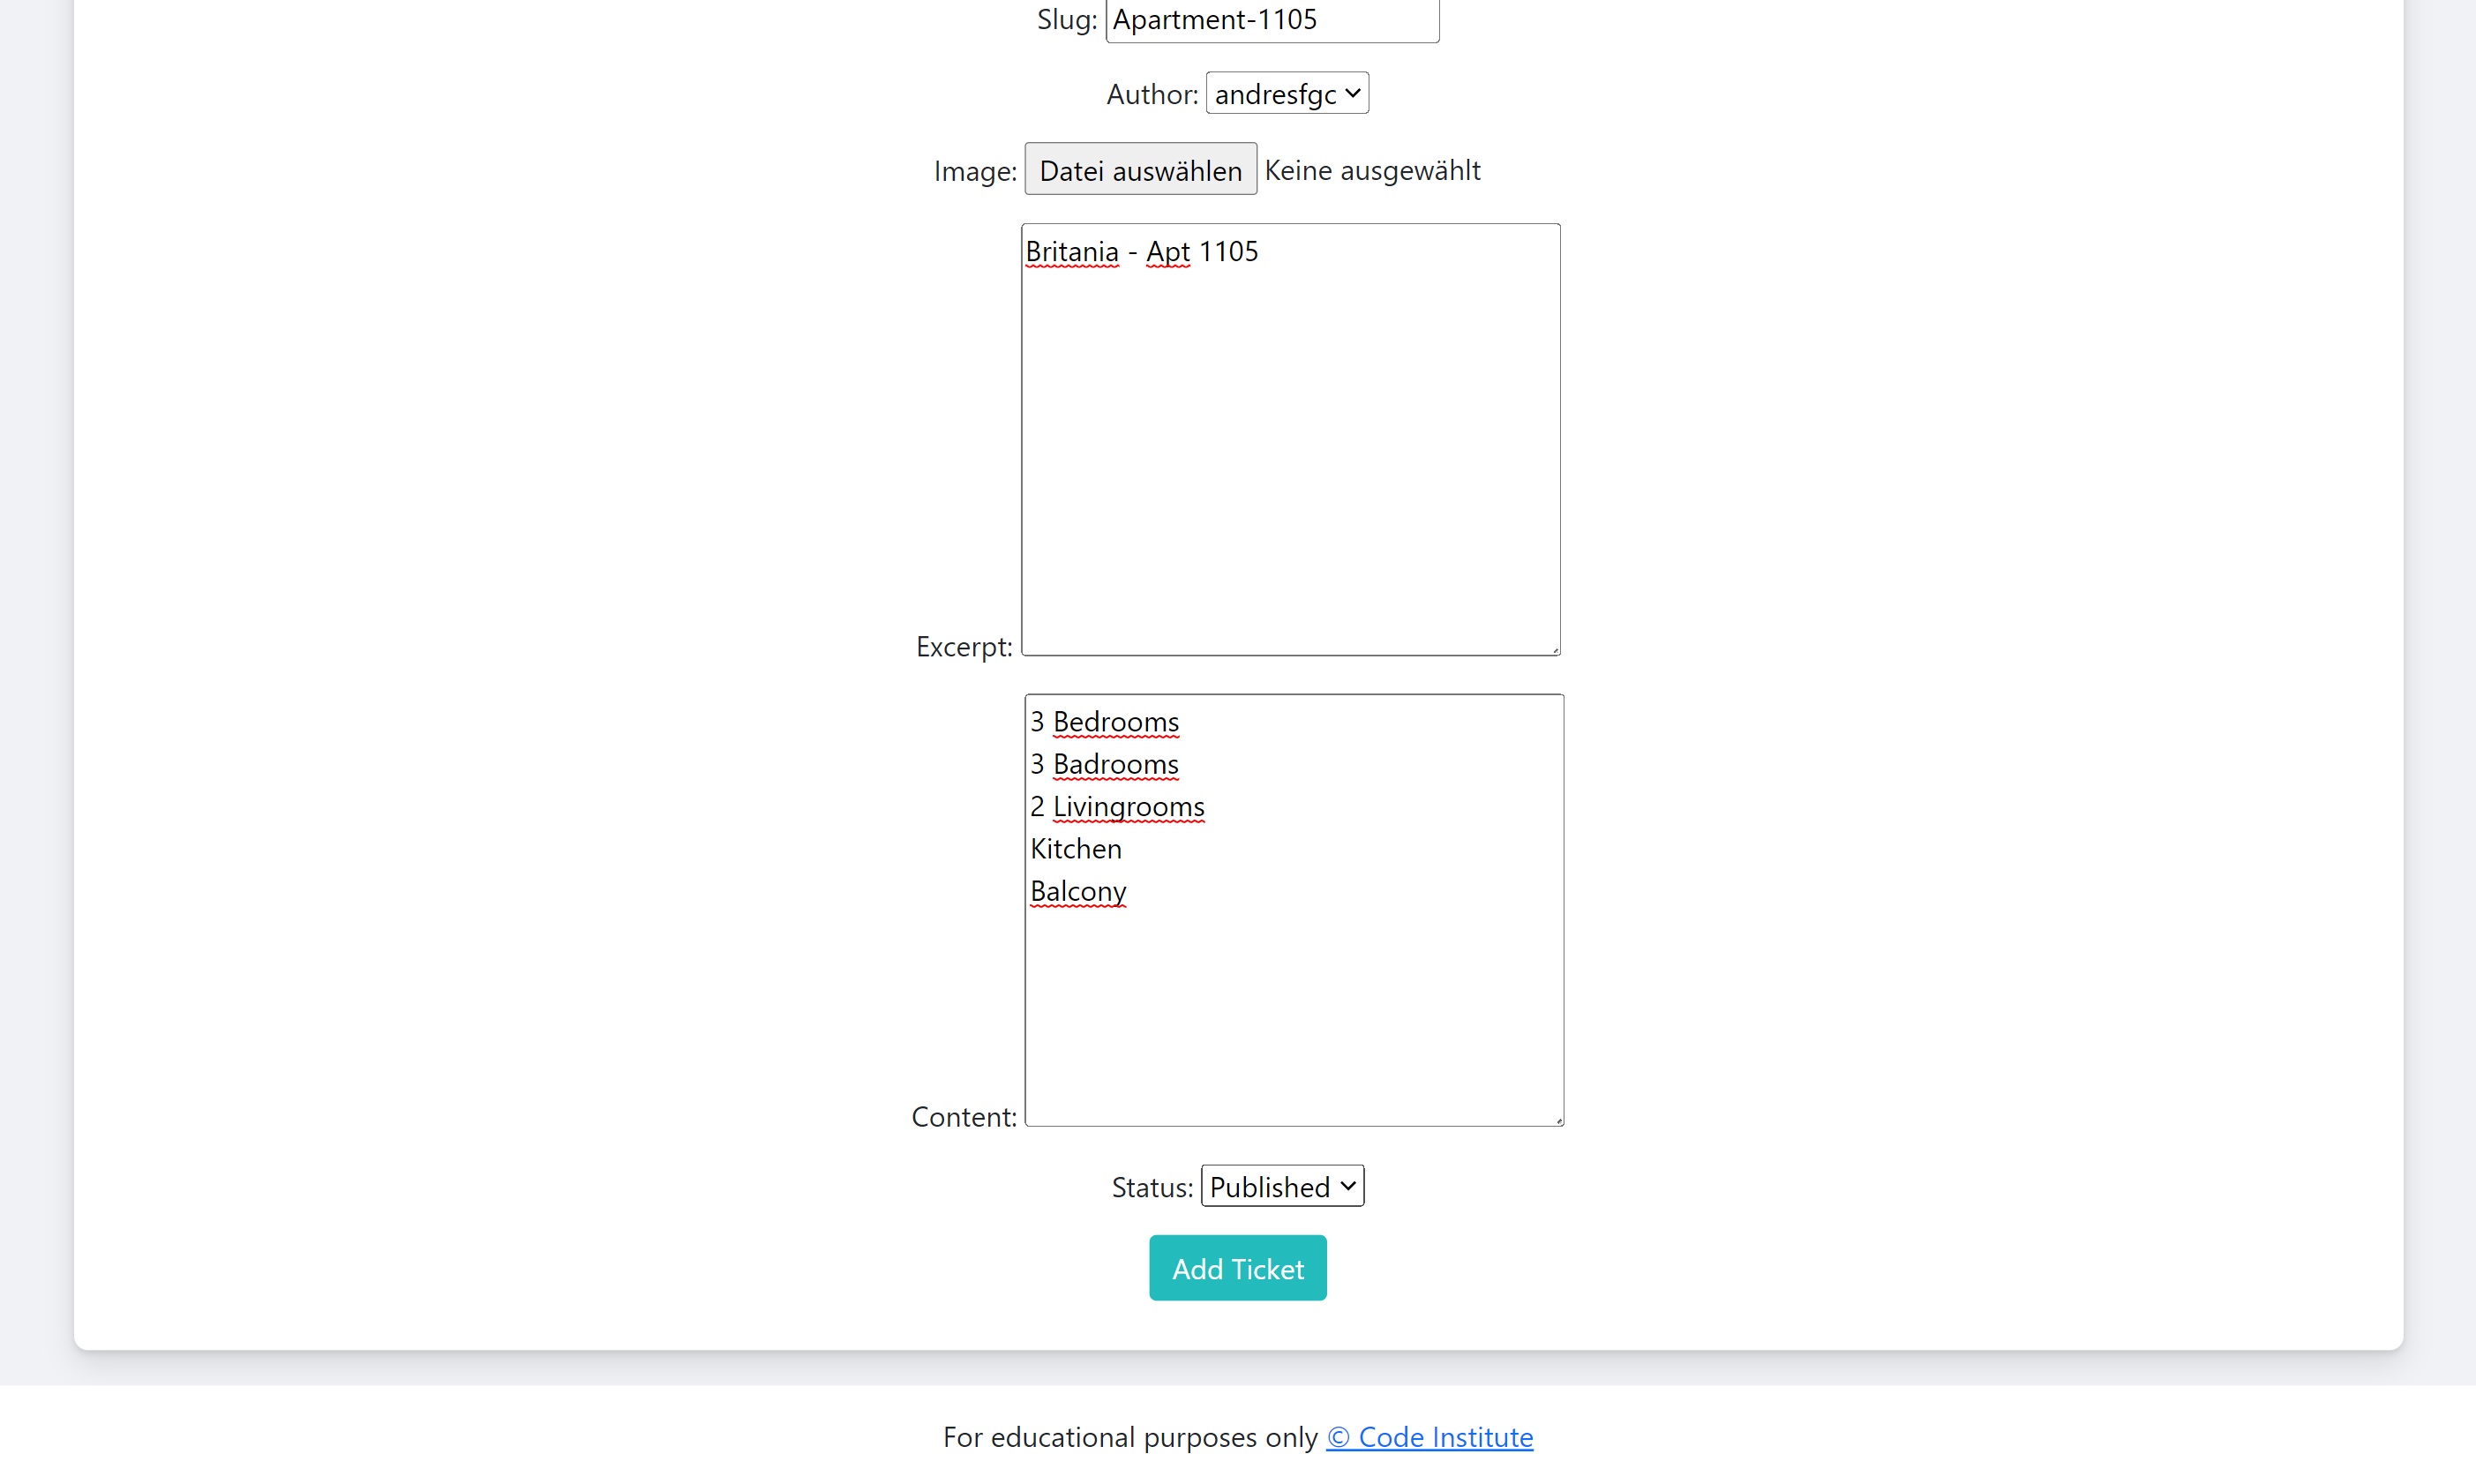 Slug: Apartment-1105
Author: andresfgc
Image: Datei auswählen Keine ausgewählt
Britania - Apt 1105
Excerpt:
3 Bedrooms
3 Badrooms
2 Livingrooms
Kitchen
Balcony
Content:
Status: Published
Add Ticket
For educational purposes only © Code Institute